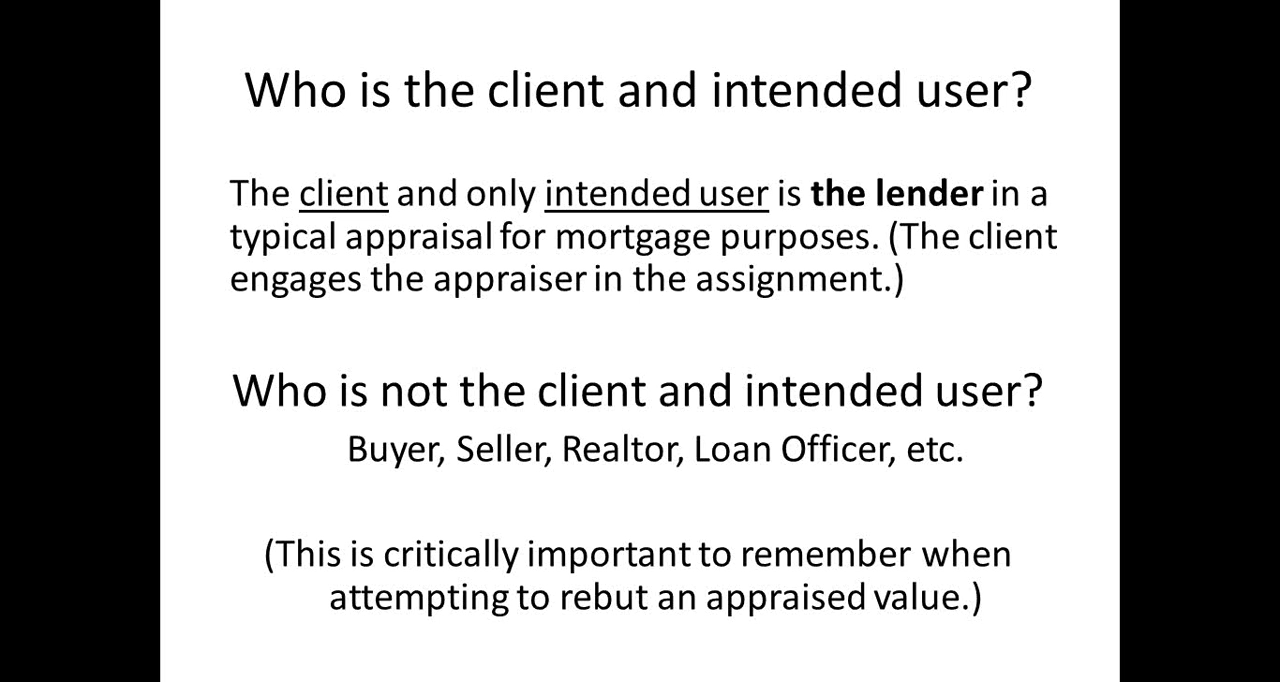 Who is the client and intended user?
The client and only intended user is the lender in a
typical appraisal for mortgage purposes. (The client
engages the appraiser in the assignment.)
Who is not the client and intended user?
Buyer, Seller, Realtor, Loan Officer, etc.
(This is critically important to remember when
attempting to rebut an appraised value.)